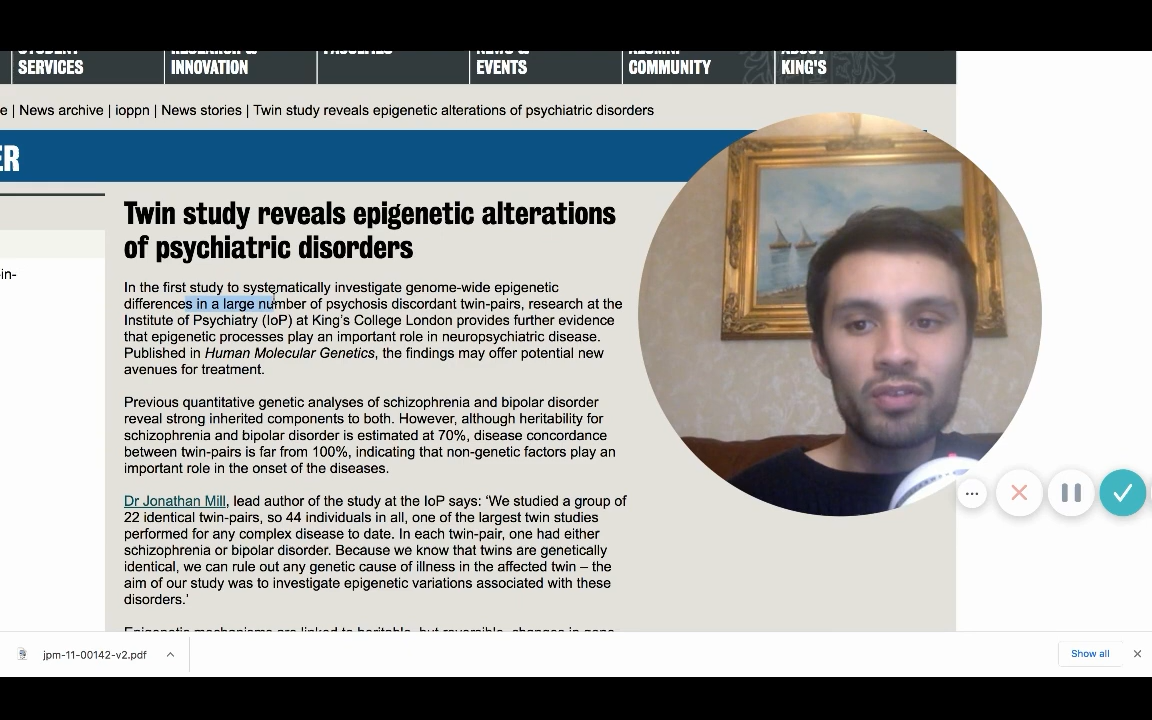 SERVICES
INNOVATION
EVENTS
COMMUNITY
KING'S
e | News archive | ioppn | News stories | Twin study reveals epigenetic alterations of psychiatric disorders
ER
in-
Twin study reveals epigenetic alterations
of psychiatric disorders
In the first study to systematically investigate genome-wide epigenetic
differences in a large number of psychosis discordant twin-pairs, research at the
Institute of Psychiatry (IoP) at King's College London provides further evidence
that epigenetic processes play an important role in neuropsychiatric disease.
Published in Human Molecular Genetics, the findings may offer potential new
avenues for treatment.
Previous quantitative genetic analyses of schizophrenia and bipolar disorder
reveal strong inherited components to both. However, although heritability for
schizophrenia and bipolar disorder is estimated at 70%, disease concordance
between twin-pairs is far from 100%, indicating that non-genetic factors play an
important role in the onset of the diseases.
Dr Jonathan Mill, lead author of the study at the IoP says: ‘We studied a group of
22 identical twin-pairs, so 44 individuals in all, one of the largest twin studies
performed for any complex disease to date. In each twin-pair, one had either
schizophrenia or bipolar disorder. Because we know that twins are genetically
identical, we can rule out any genetic cause of illness in the affected twin – the
aim of our study was to investigate epigenetic variations associated with these
disorders.’
jpm-11-00142-v2.pdf
Show all